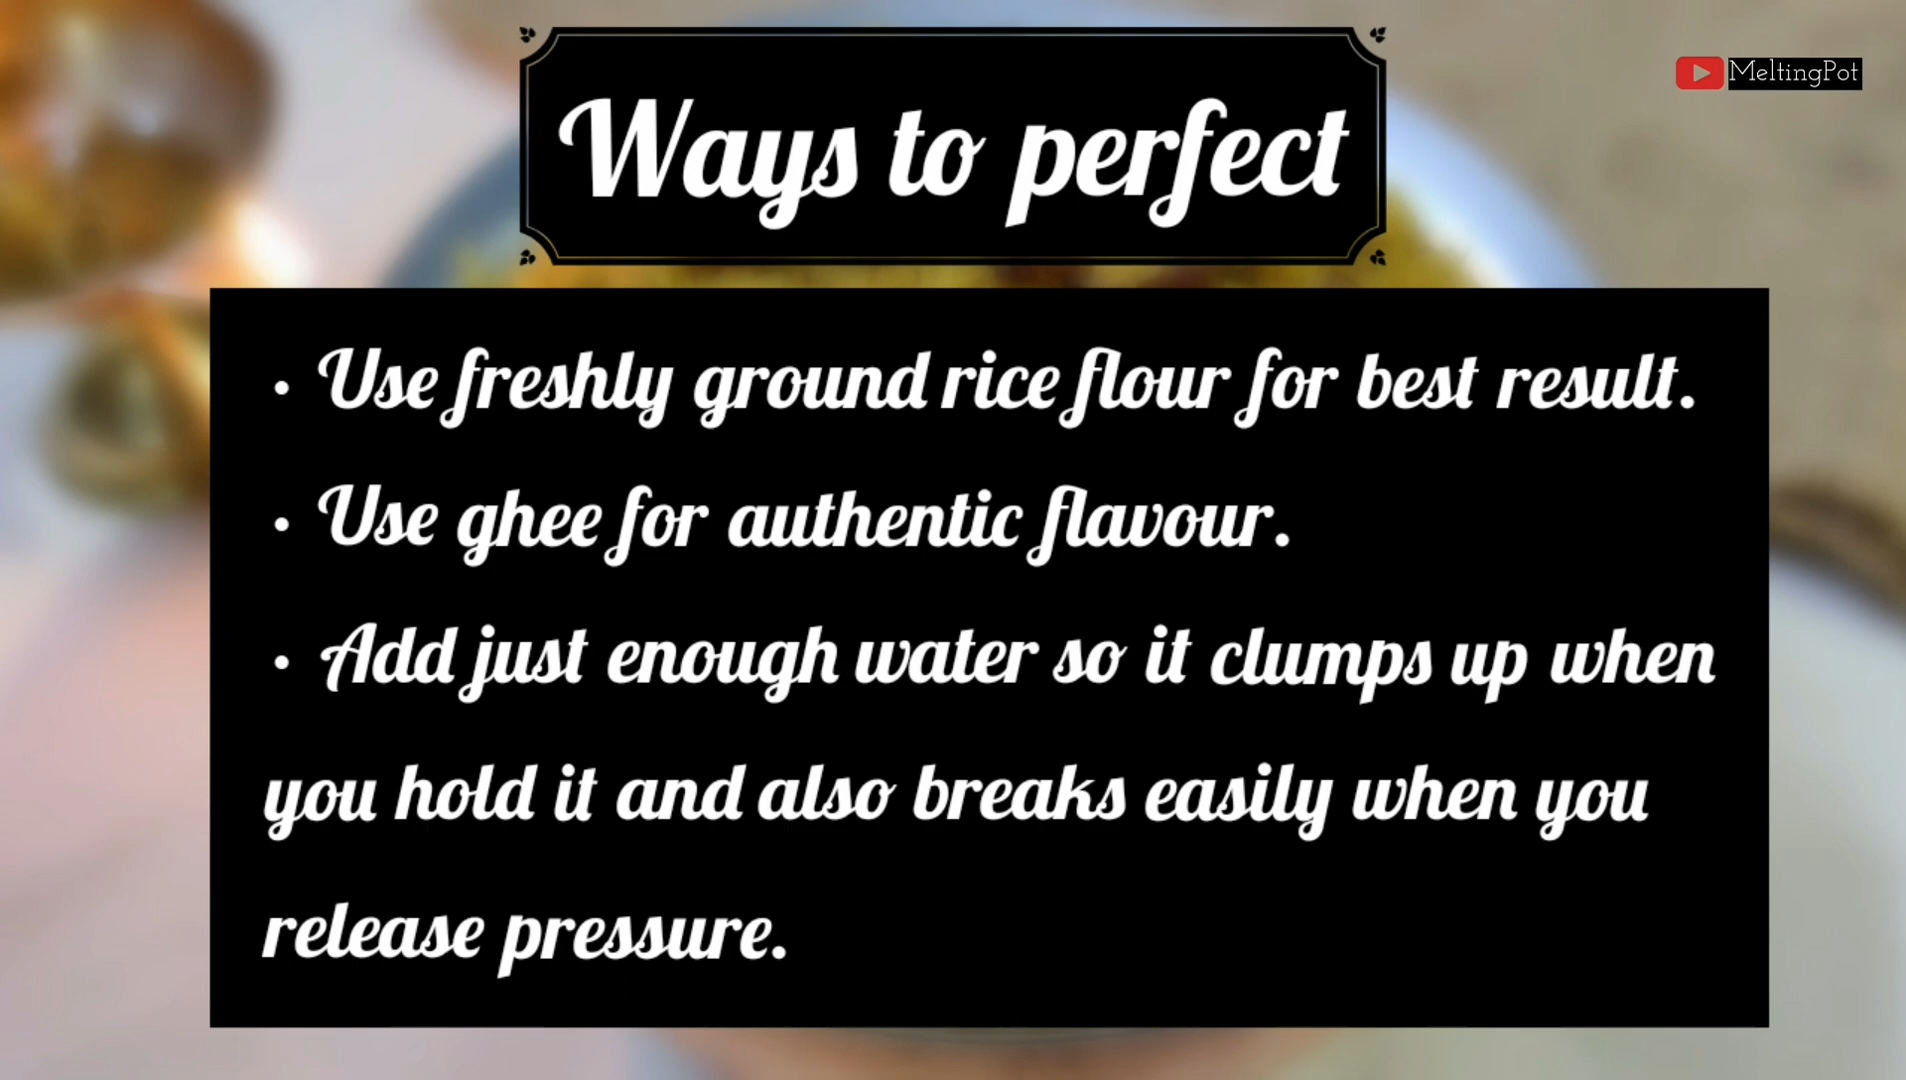 MeltingPot
Ways to perfect
• Use freshly ground rice flour for best result.
• Use ghee for authentic flavour.
• Add just enough water so it clumps up when
you hold it and also breaks easily when you
release pressure.